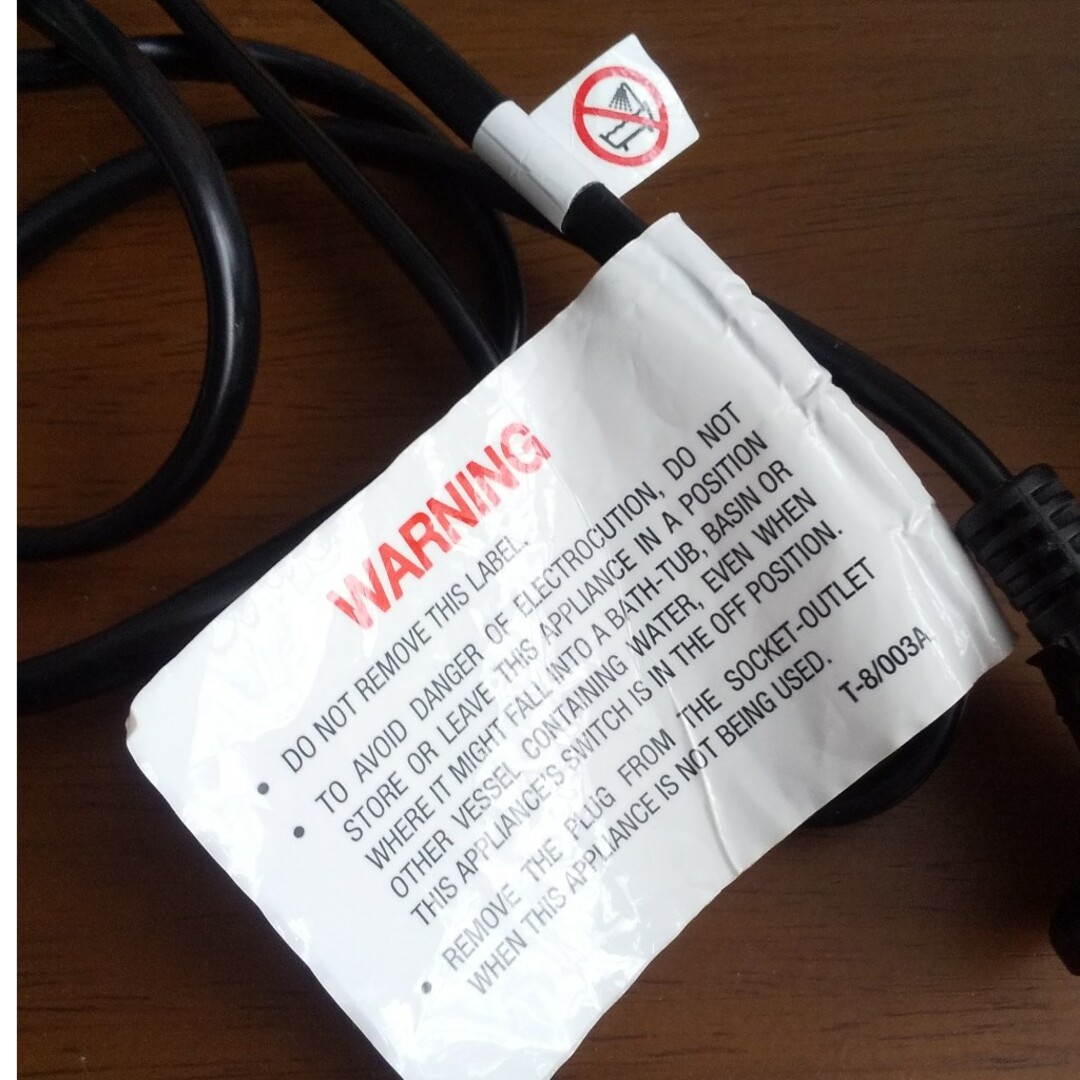 WARNING
• DO NOT REMOVE THIS LABEL.
• TO AVOID DANGER OF ELECTROCUTION, DO NOT
STORE OR LEAVE THIS APPLIANCE IN A POSITION
WHERE IT MIGHT FALL INTO A BATH-TUB, BASIN OR
OTHER VESSEL CONTAINING WATER, EVEN WHEN
THIS APPLIANCE'S SWITCH IS IN THE OFF POSITION.
• REMOVE THE PLUG FROM THE SOCKET-OUTLET
WHEN THIS APPLIANCE IS NOT BEING USED.
T-8/003A